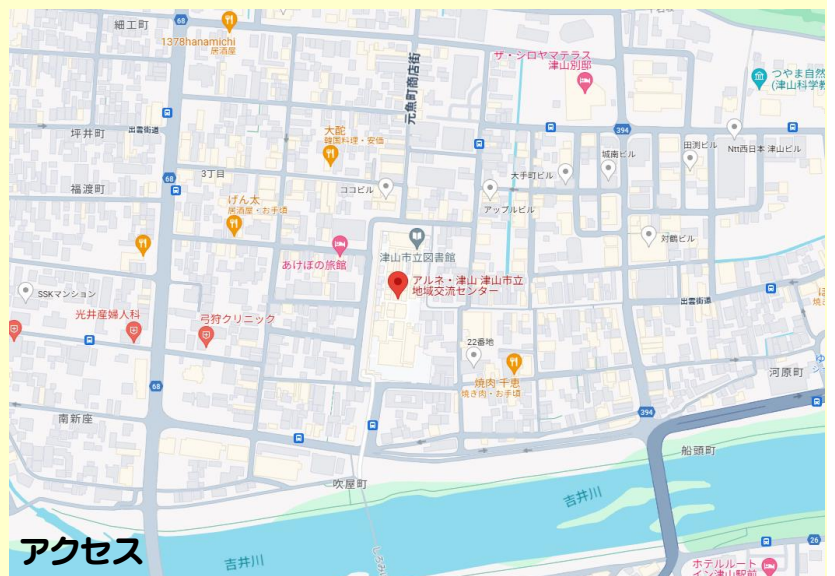 細工町
68
1378hanamichi
居酒屋
元魚町商店街
ザ・シロヤマテラス
津山別邸
つやま自然
(津山科学教
坪井町
出雲街道
大配
韓国料理・安価
394
城南ビル
田渕ビル
Ntt西日本 津山ビル
68
3丁目
大手町ビル
福渡町
ココビル
アップルビル
げん太
居酒屋・お手頃
対鶴ビル
あけぼの旅館
津山市立図書館
アルネ・津山 津山市立
地域交流センター
SSKマンション
出雲街道
光井産婦人科
弓狩クリニック
22番地
焼肉 千恵
焼き肉・お手頃
河原町
68
南新座
394
船頭町
吹屋町
吉井川
アクセス
吉井川
26
ホテルルート
イン津山駅前